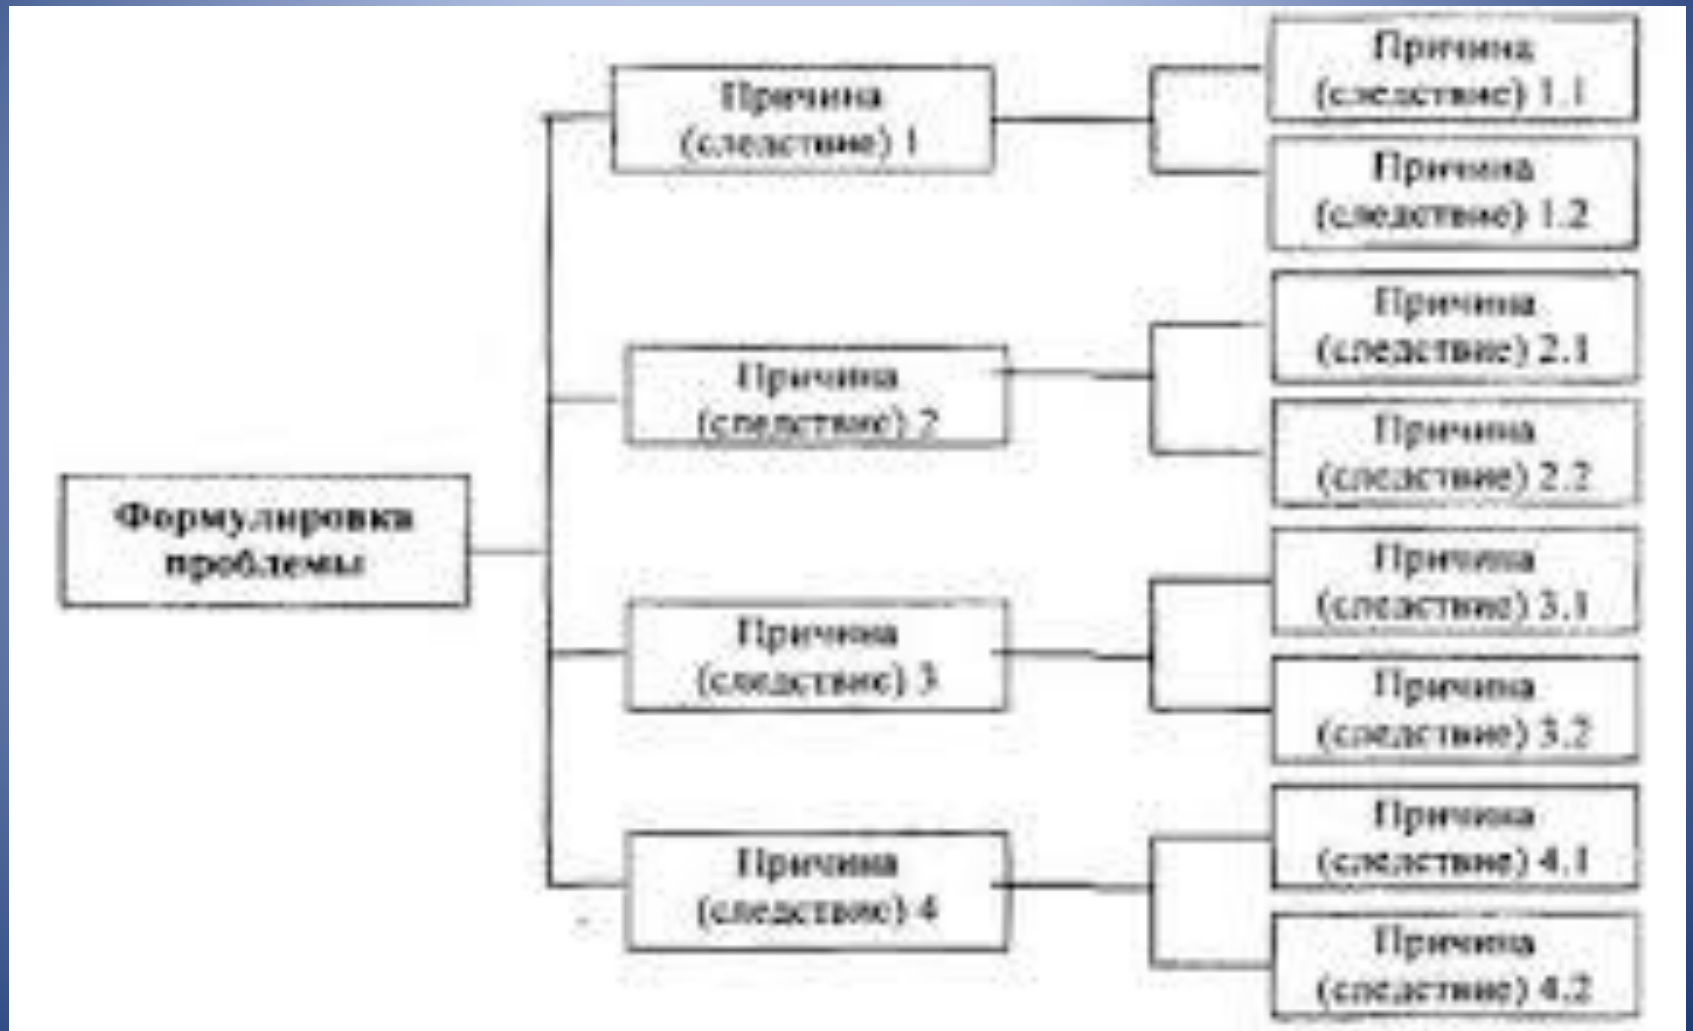 Причина
(следствие) 1
Причина
(следствие) 1.1
Причина
(следствие) 1.2
Причина
(следствие) 2
Причина
(следствие) 2.1
Причина
(следствие) 2.2
Формулировка
проблемы
Причина
(следствие) 3
Причина
(следствие) 3.1
Причина
(следствие) 3.2
Причина
(следствие) 4
Причина
(следствие) 4.1
Причина
(следствие) 4.2